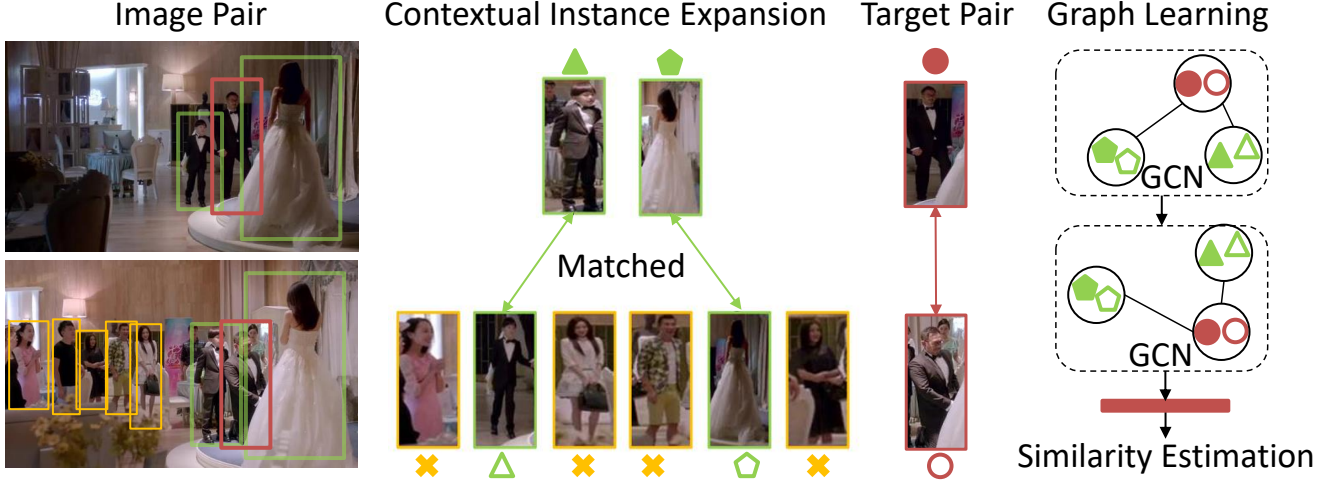 Image Pair
Contextual Instance Expansion
Target Pair
Graph Learning
Matched
GCN
GCN
Similarity Estimation